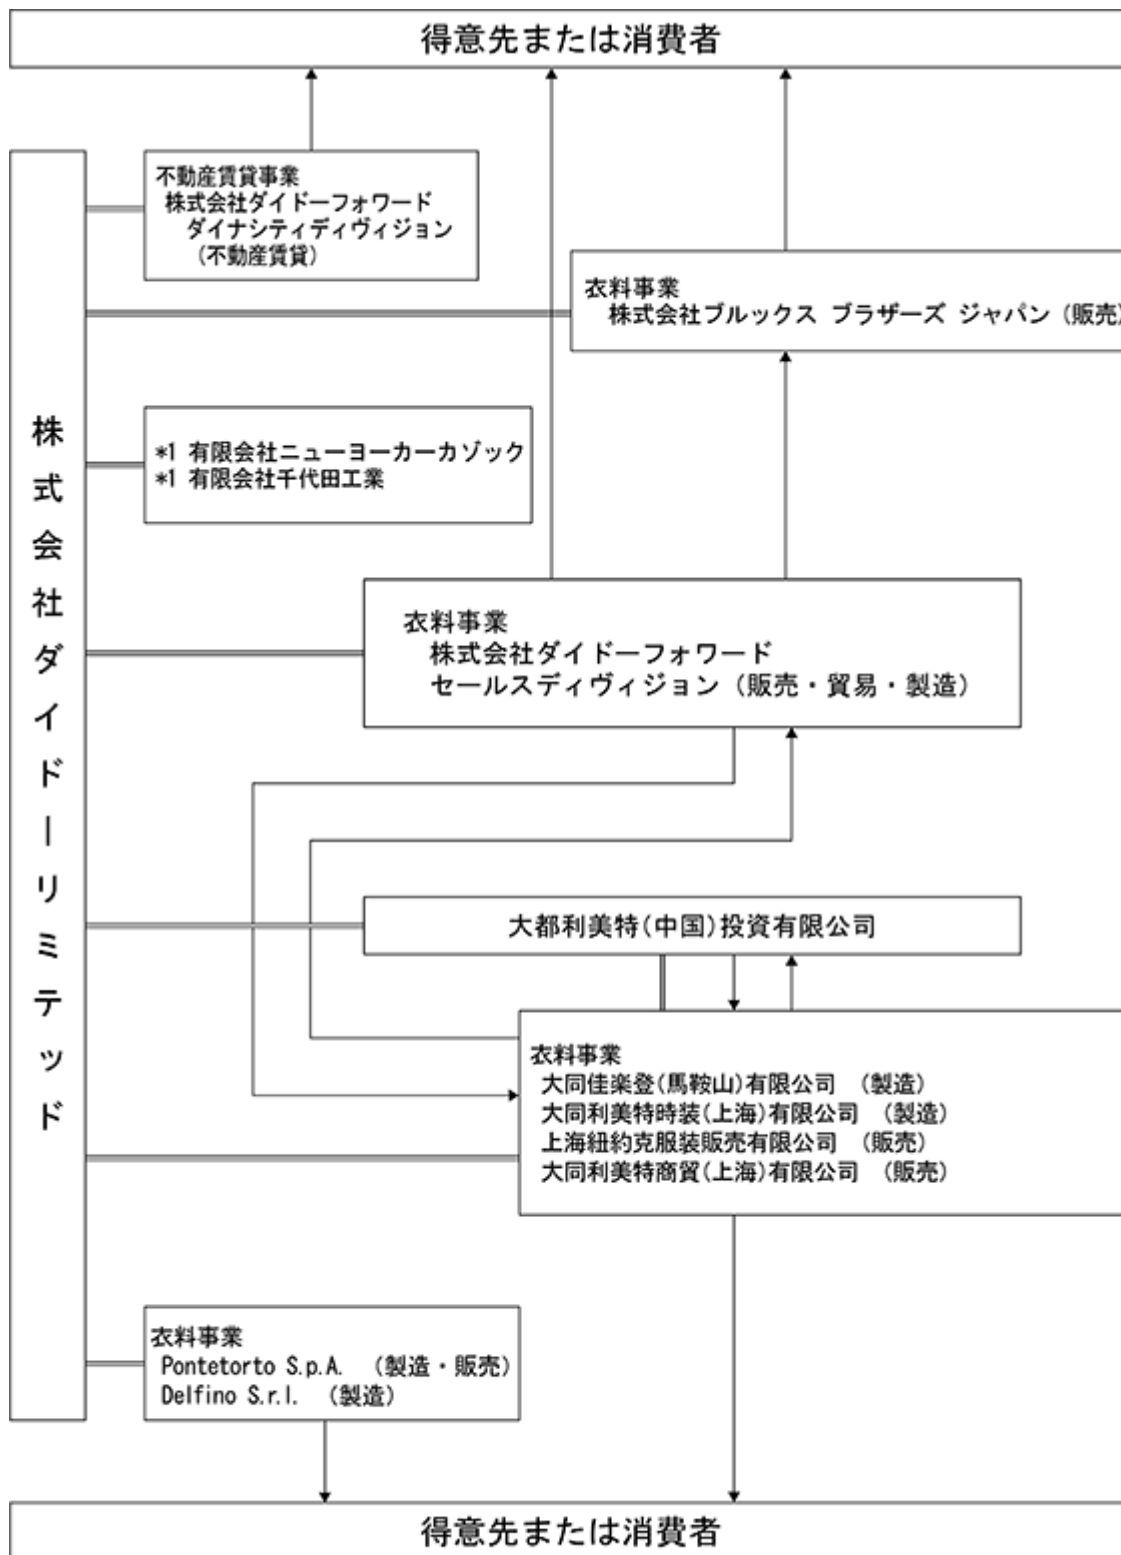 得意先または消費者
不動産賃貸事業
株式会社ダイドーフォワード
ダイナシティディヴィジョン
(不動産賃貸)
衣料事業
株式会社ブルックス ブラザーズ ジャパン (販売)
株式会社ダイドーリミテッド
*1 有限会社ニューヨーカーカゾック
*1 有限会社千代田工業
衣料事業
株式会社ダイドーフォワード
セールスディヴィジョン (販売・貿易・製造)
大都利美特(中国)投資有限公司
衣料事業
大同佳楽登(馬鞍山)有限公司 (製造)
大同利美特時装(上海)有限公司 (製造)
上海紐約克服装販売有限公司 (販売)
大同利美特商貿(上海)有限公司 (販売)
衣料事業
Pontetorto S.p.A. (製造・販売)
Delfino S.r.l. (製造)
得意先または消費者